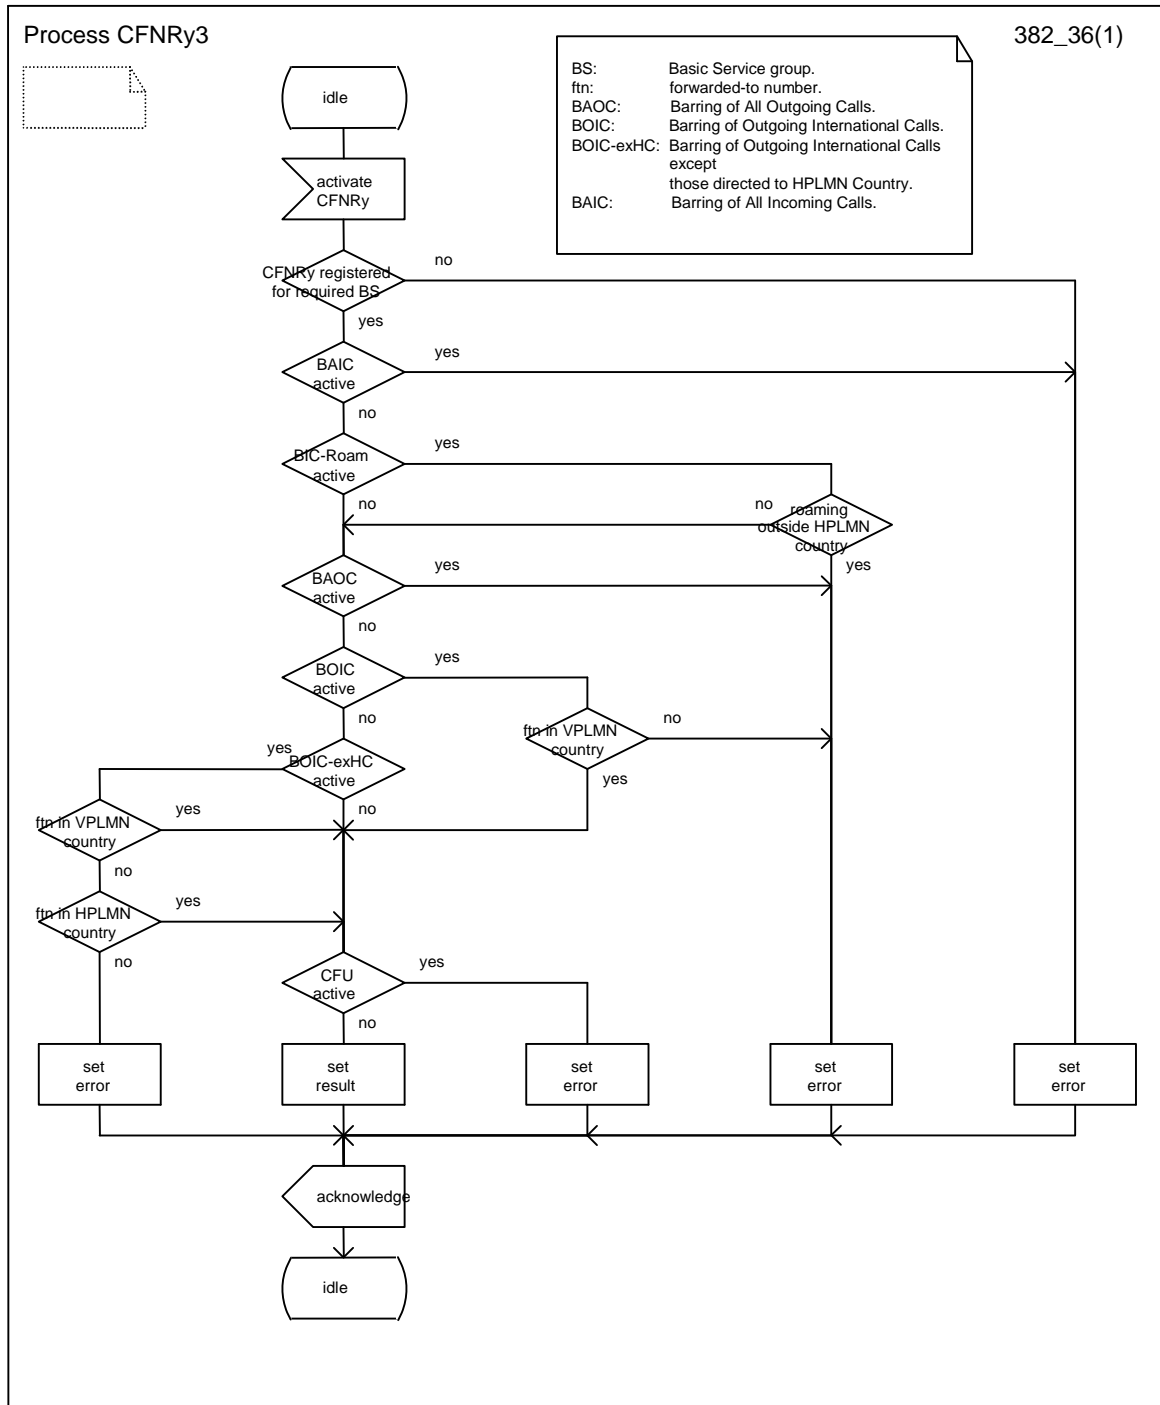 Process CFNRy3
382_36(1)
BS: Basic Service group.
ftn: forwarded-to number.
BAOC: Barring of All Outgoing Calls.
BOIC: Barring of Outgoing International Calls.
BOIC-exHC: Barring of Outgoing International Calls
except
those directed to HPLMN Country.
BAIC: Barring of All Incoming Calls.
idle
activate
CFNRy
CFNRy registered
for required BS
no
yes
BAIC
active
yes
no
BIC-Roam
active
yes
no
no
roaming
outside HPLMN
country
yes
BAOC
active
yes
no
BOIC
active
yes
no
ftn in VPLMN
country
no
yes
yes
BOIC-exHC
active
no
ftn in VPLMN
country
yes
no
ftn in HPLMN
country
yes
no
CFU
active
yes
no
set
error
set
result
set
error
set
error
set
error
acknowledge
idle